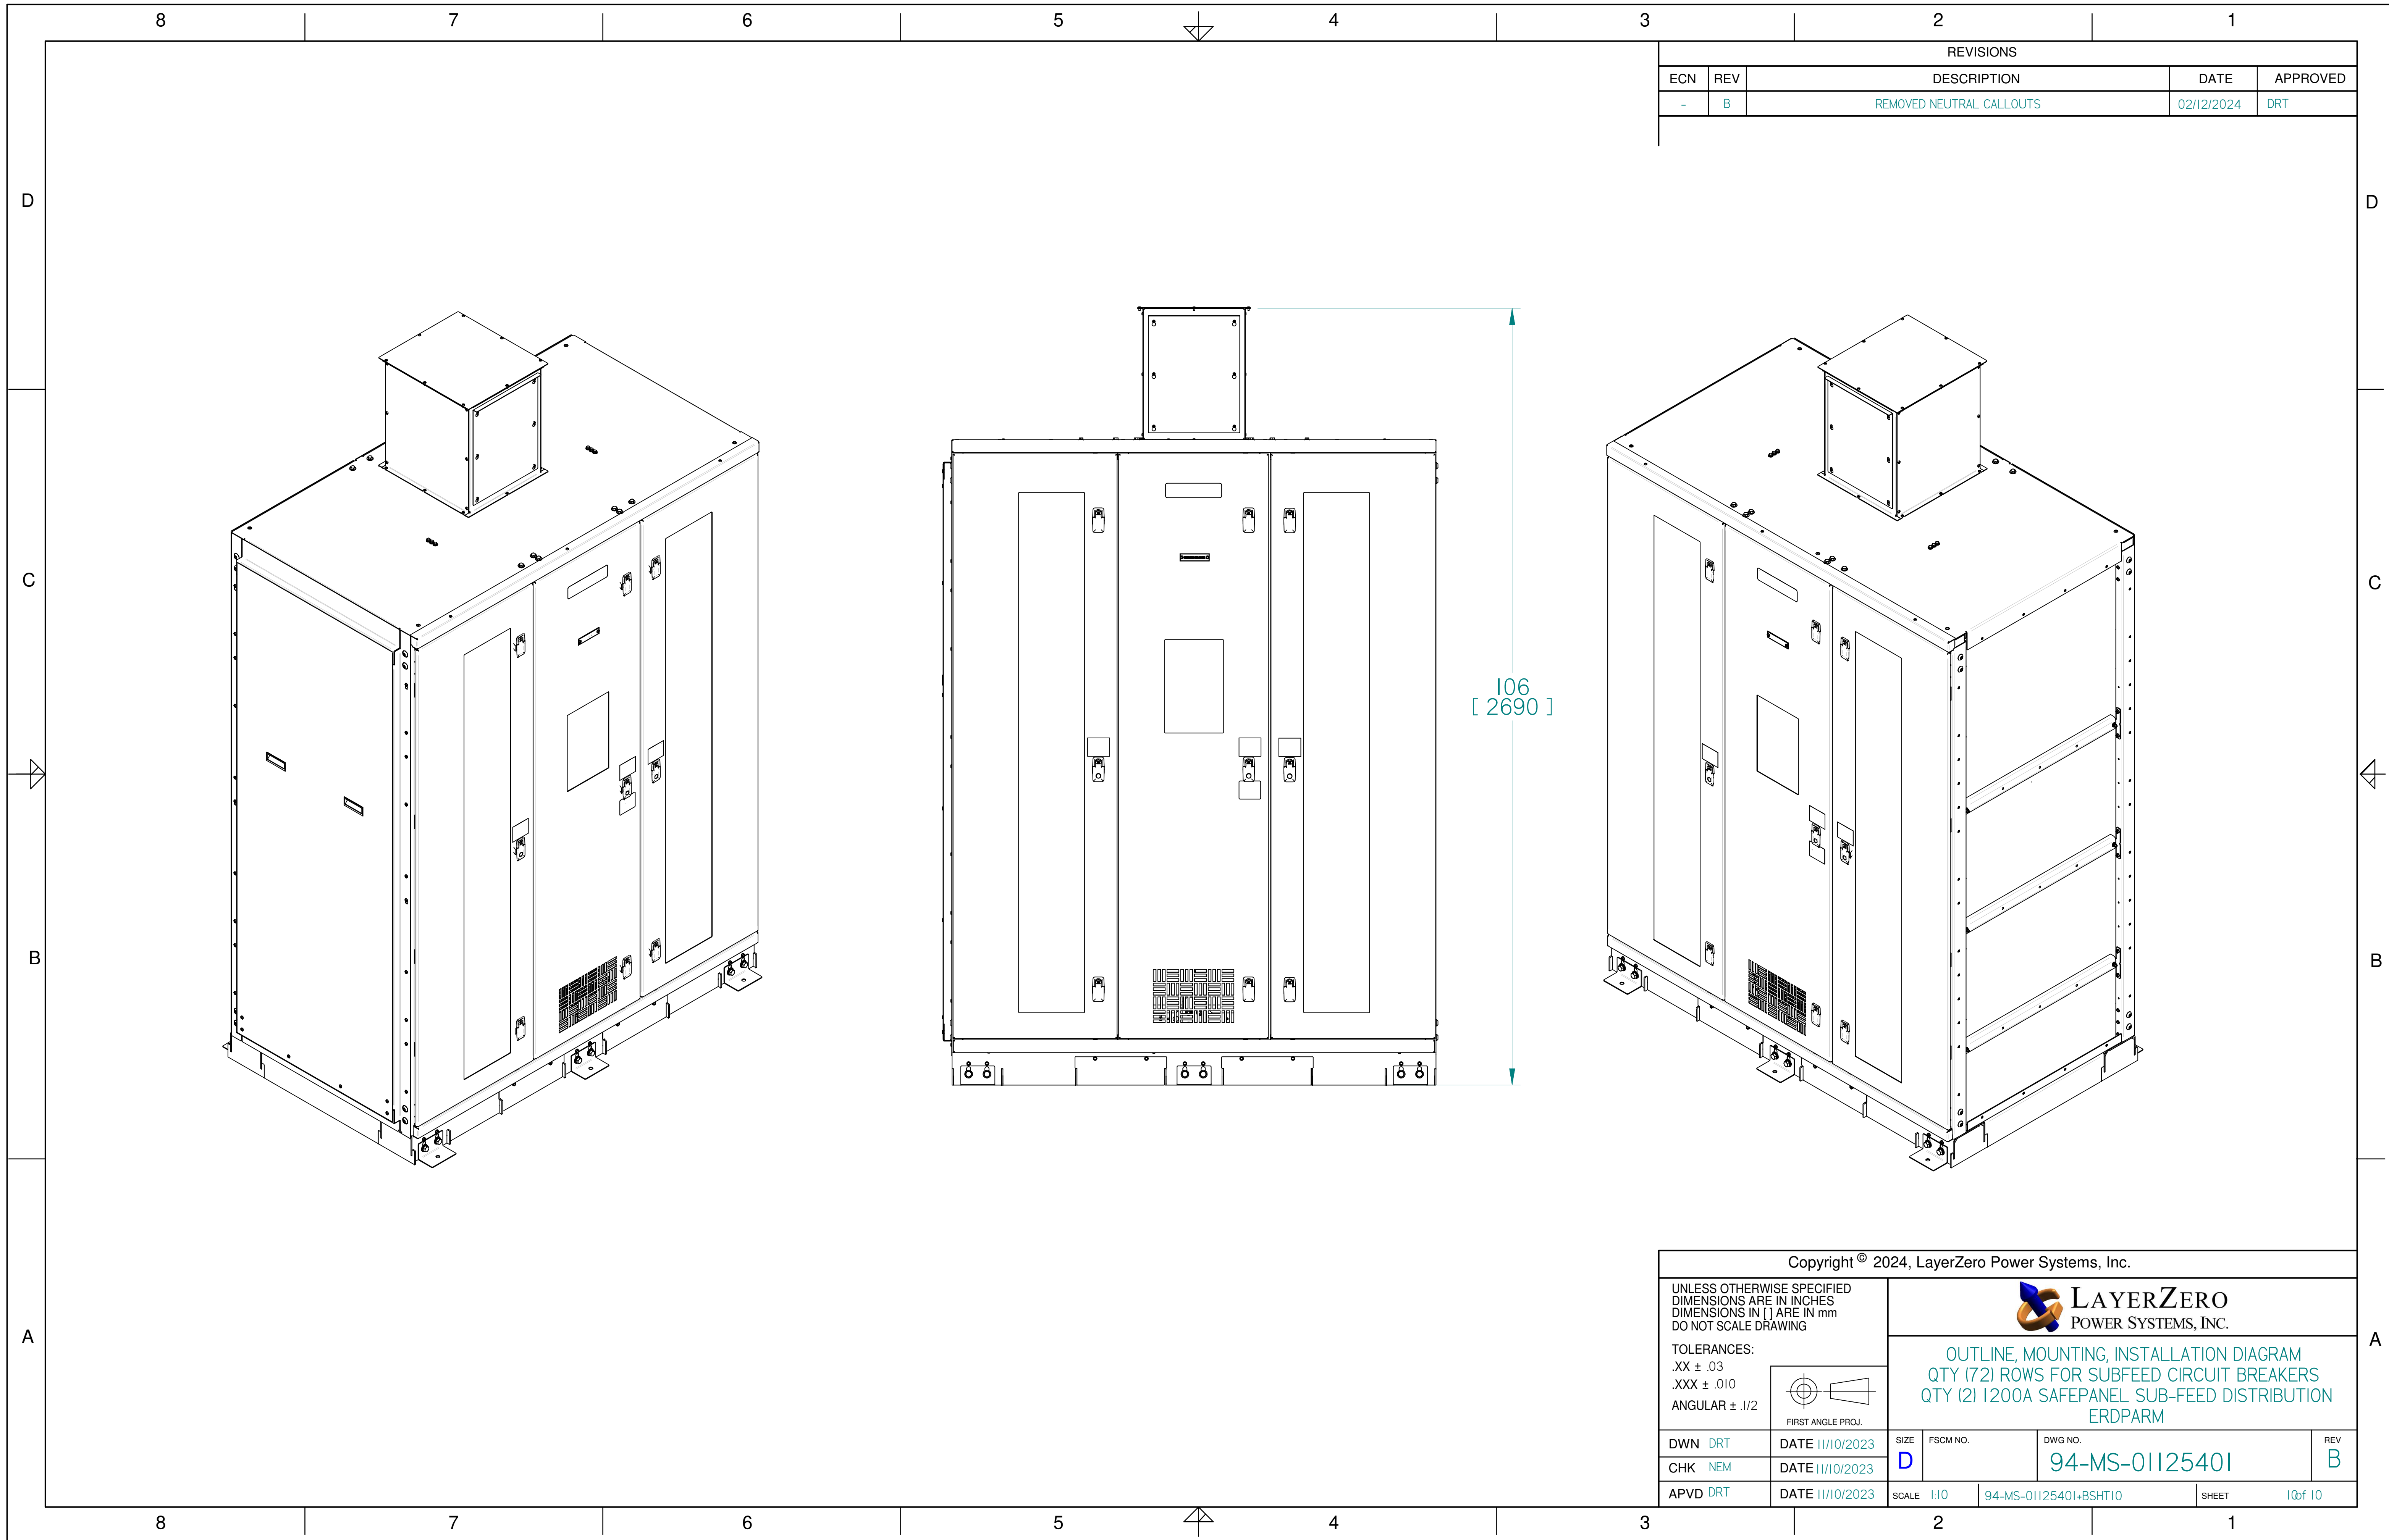 8 7 6 5 4 3 2 1
REVISIONS
ECN REV DESCRIPTION DATE APPROVED
- B REMOVED NEUTRAL CALLOUTS 02/12/2024 DRT
D D
C C
106
[ 2690 ]
B B
A A
Copyright © 2024, LayerZero Power Systems, Inc.
UNLESS OTHERWISE SPECIFIED
DIMENSIONS ARE IN INCHES
DIMENSIONS IN [ ] ARE IN mm
DO NOT SCALE DRAWING
TOLERANCES:
.XX ± .03
.XXX ± .010
ANGULAR ± .1/2
FIRST ANGLE PROJ.
LAYERZERO
POWER SYSTEMS, INC.
OUTLINE, MOUNTING, INSTALLATION DIAGRAM
QTY (72) ROWS FOR SUBFEED CIRCUIT BREAKERS
QTY (2) 1200A SAFEPANEL SUB-FEED DISTRIBUTION
ERDPARM
DWN DRT DATE 11/10/2023
CHK NEM DATE 11/10/2023
APVD DRT DATE 11/10/2023
SIZE D FSCM NO. DWG NO. 94-MS-01125401 REV B
SCALE 1:10 94-MS-01125401+BSHT10 SHEET 10of 10
8 7 6 5 4 3 2 1